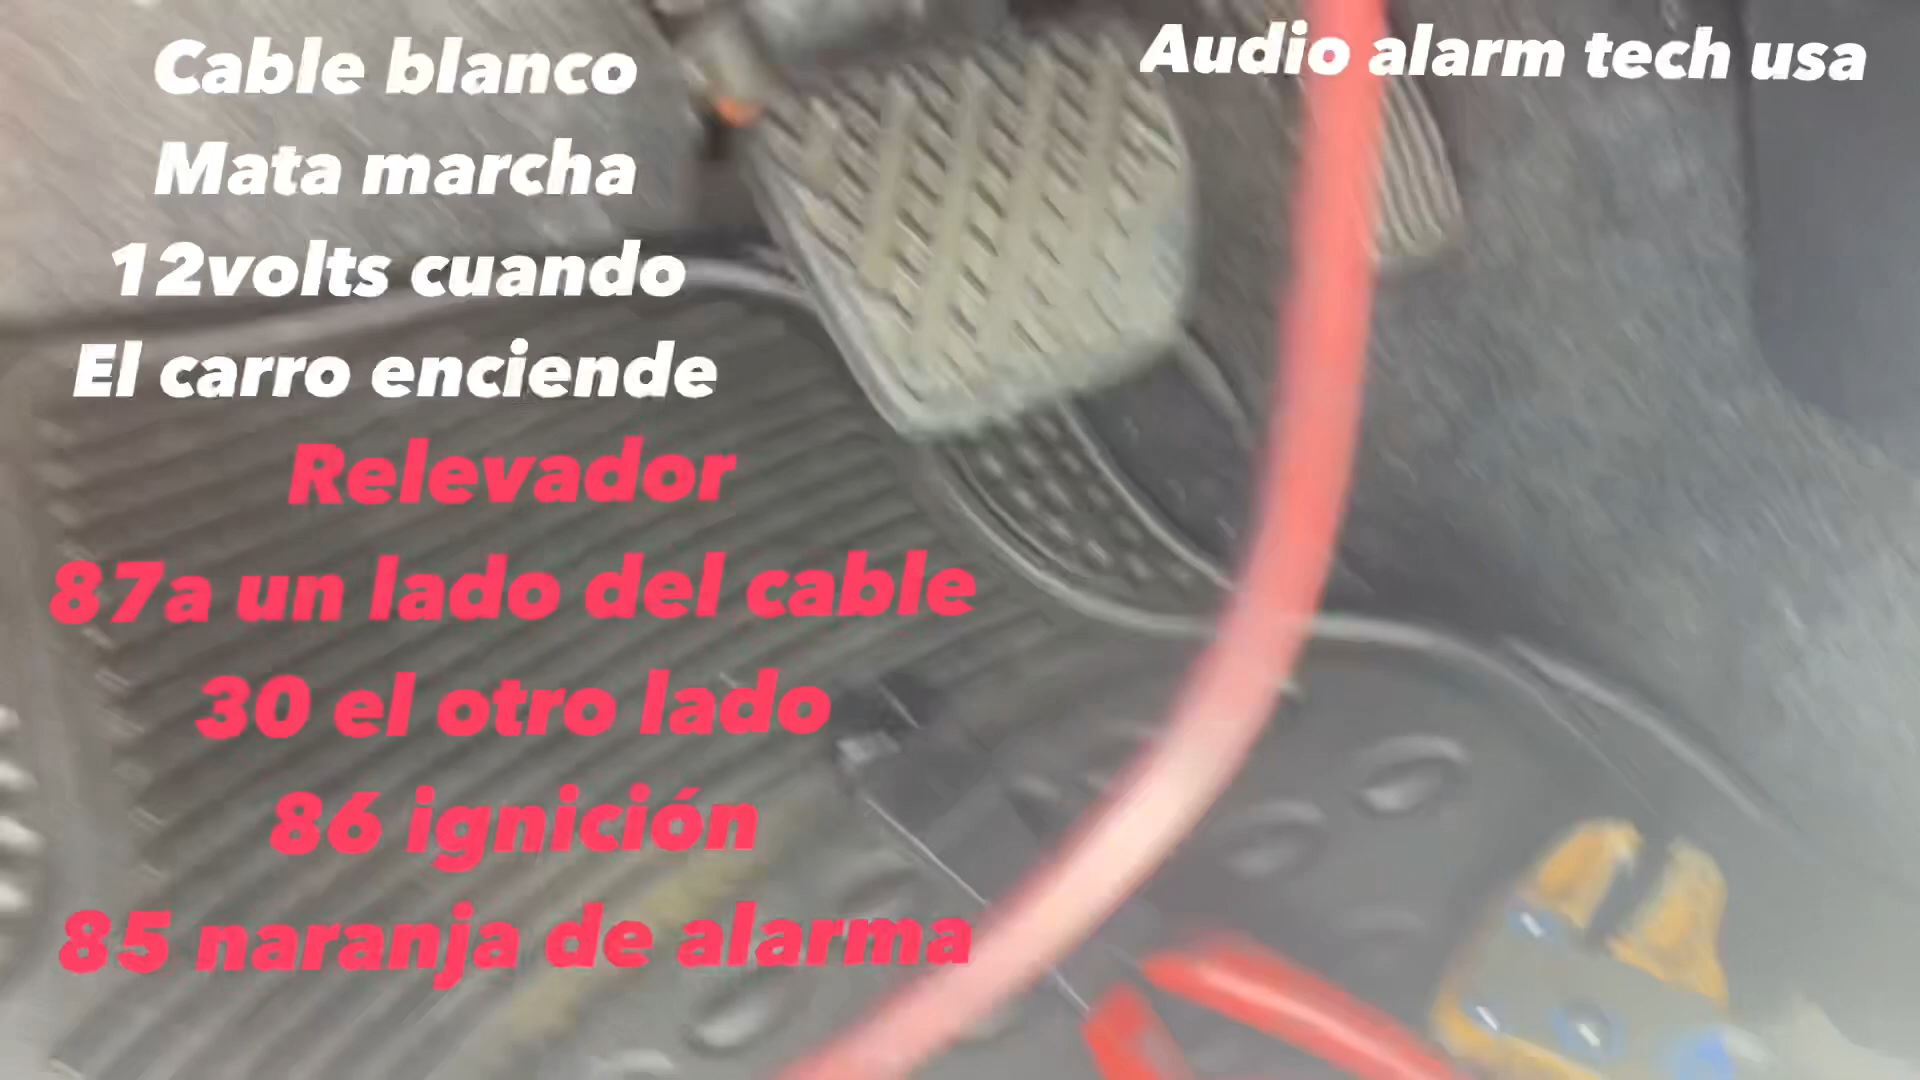 Cable blanco
Mata marcha
12volts cuando
El carro enciende
Relevador
87a un lado del cable
30 el otro lado
86 ignición
85 naranja de alarma
Audio alarm tech usa